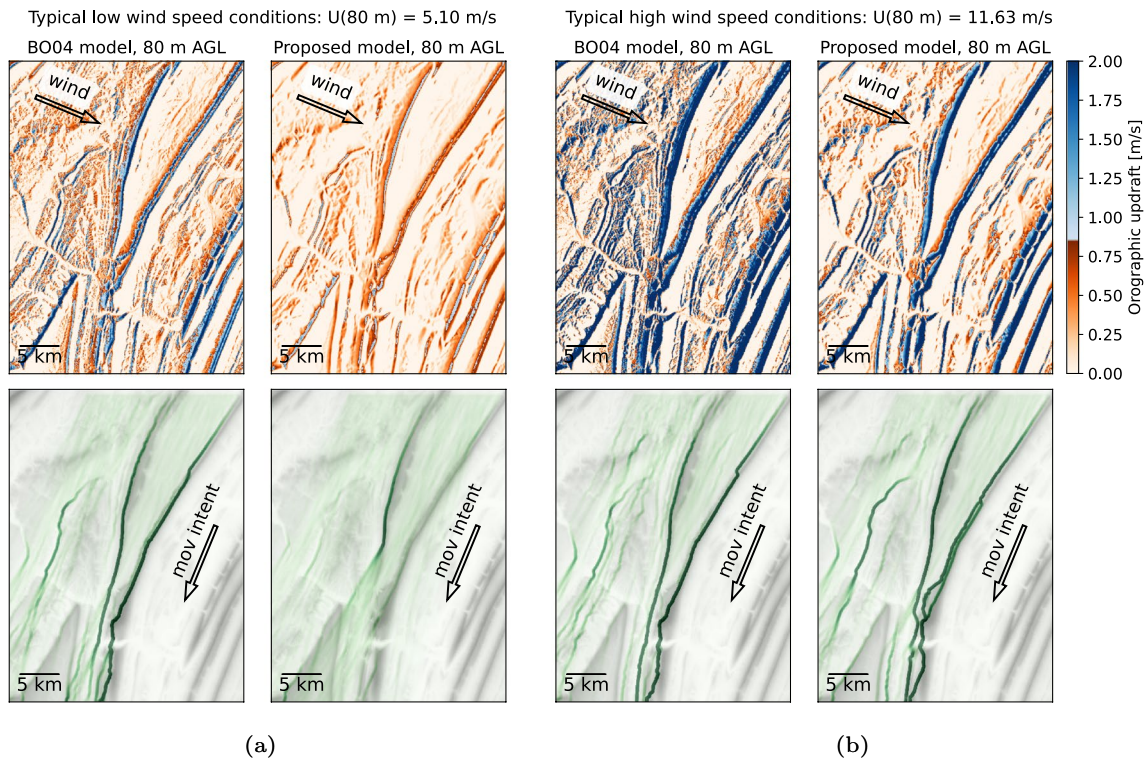 Typical low wind speed conditions: U(80 m) = 5.10 m/s
Typical high wind speed conditions: U(80 m) = 11.63 m/s
BO04 model, 80 m AGL
Proposed model, 80 m AGL
BO04 model, 80 m AGL
Proposed model, 80 m AGL
wind
wind
wind
wind
5 km
5 km
5 km
5 km
2.00
1.75
1.50
1.25
1.00
0.75
0.50
0.25
0.00
Orographic updraft [m/s]
mov intent
mov intent
mov intent
mov intent
5 km
5 km
5 km
5 km
(a)
(b)